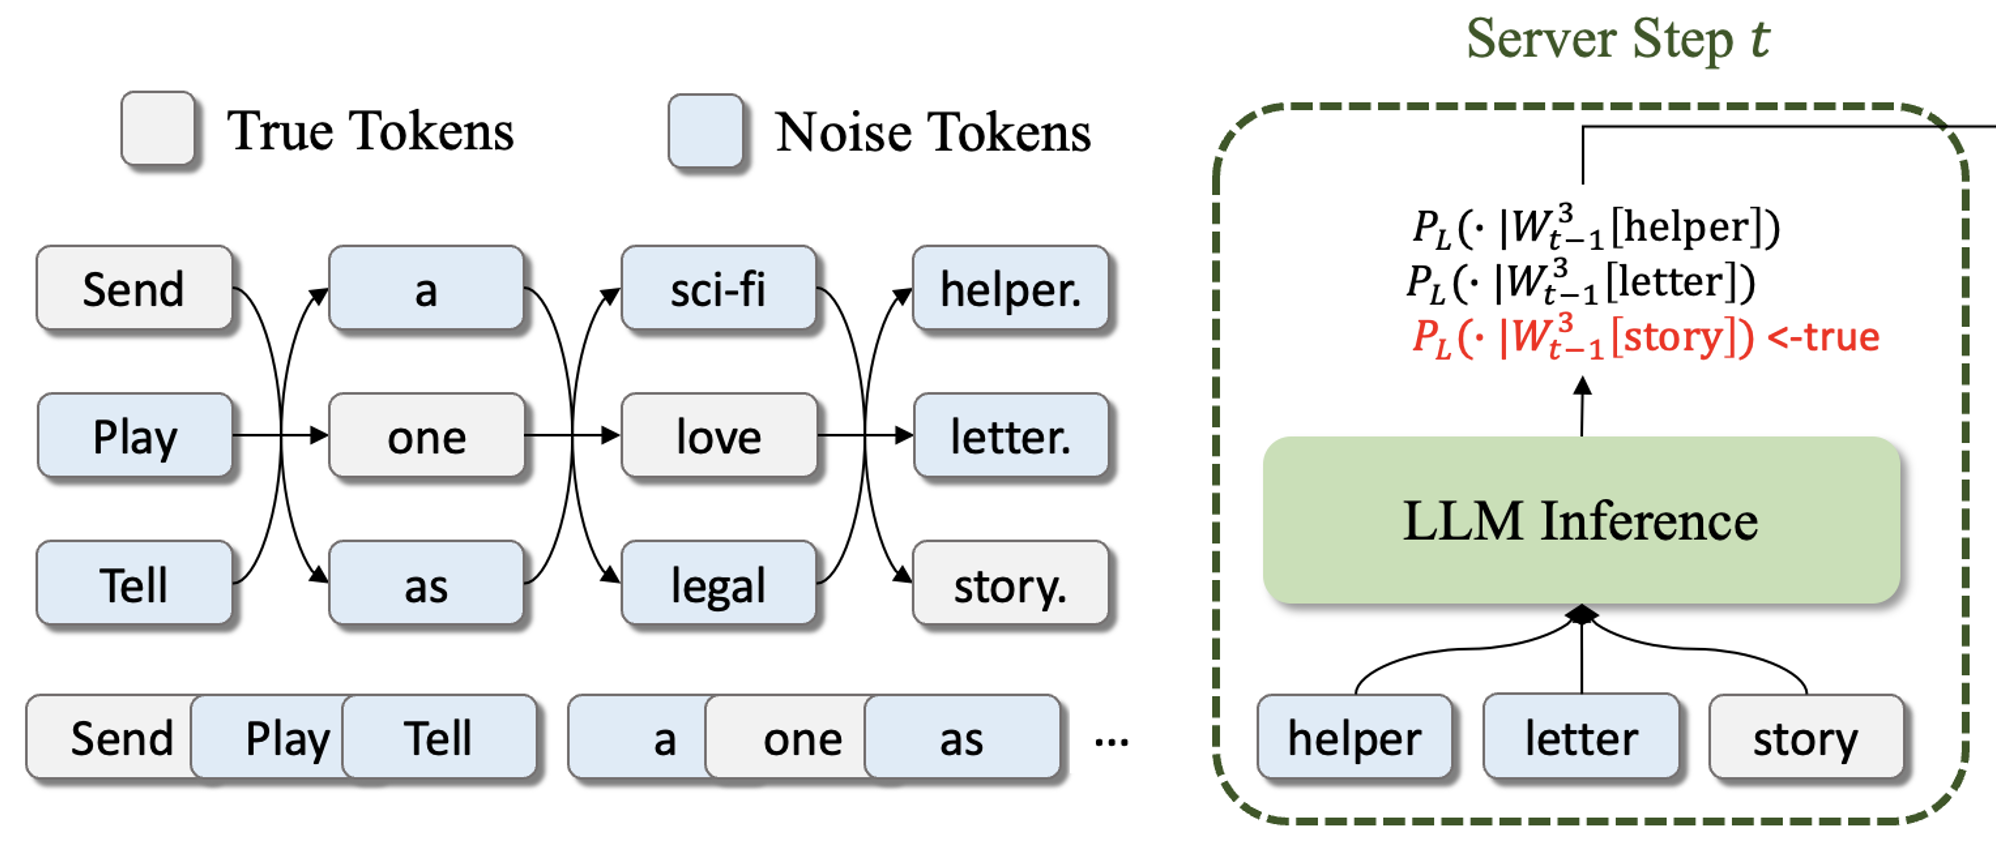 Server Step t
True Tokens Noise Tokens
Send a sci-fi helper.
Play one love letter.
Tell as legal story.
Send Play Tell a one as ...
P_L(· |W^3_{t−1}[helper])
P_L(· |W^3_{t−1}[letter])
P_L(· |W^3_{t−1}[story]) <-true
LLM Inference
helper letter story